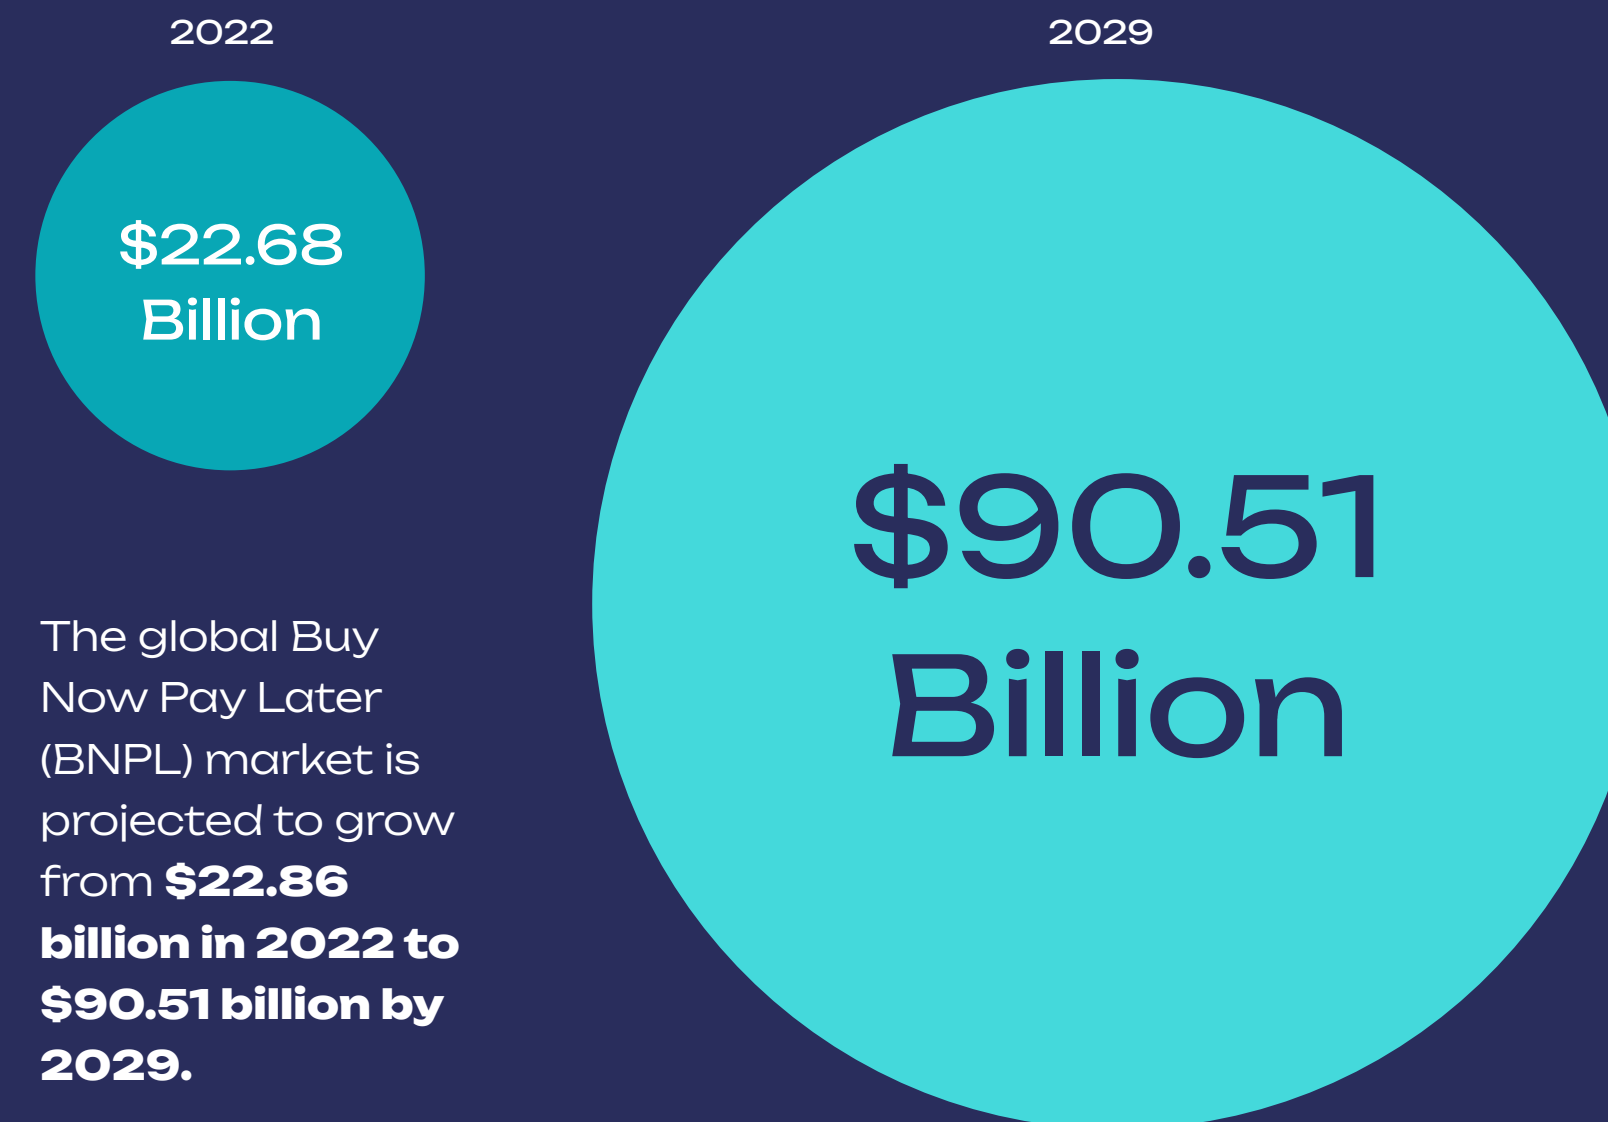 2022
$22.68
Billion
The global Buy
Now Pay Later
(BNPL) market is
projected to grow
from $22.86
billion in 2022 to
$90.51 billion by
2029.
2029
$90.51
Billion